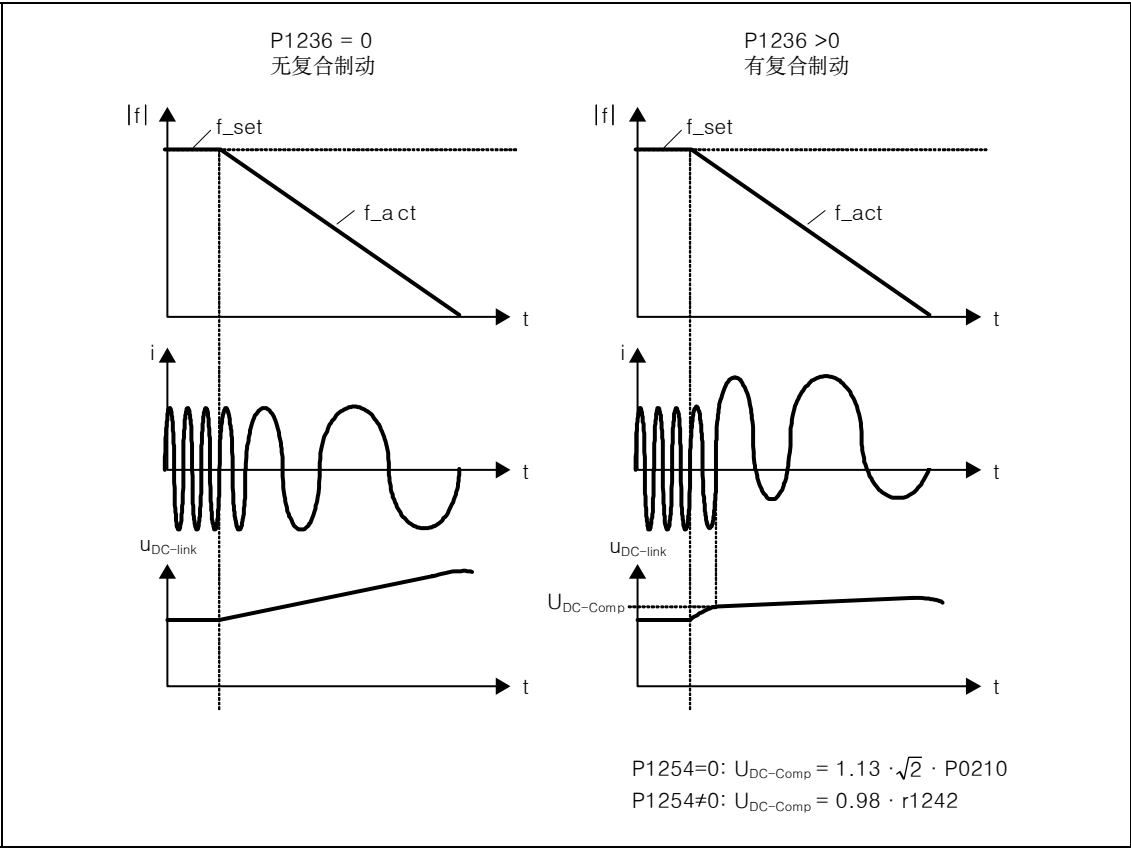 P1236 = 0
无复合制动
|f|
f_set
f_act
t
i
t
uDC-link
t
P1236 >0
有复合制动
|f|
f_set
f_act
t
i
t
uDC-link
UDC-Comp
t
P1254=0: UDC-Comp = 1.13 · √2 · P0210
P1254≠0: UDC-Comp = 0.98 · r1242